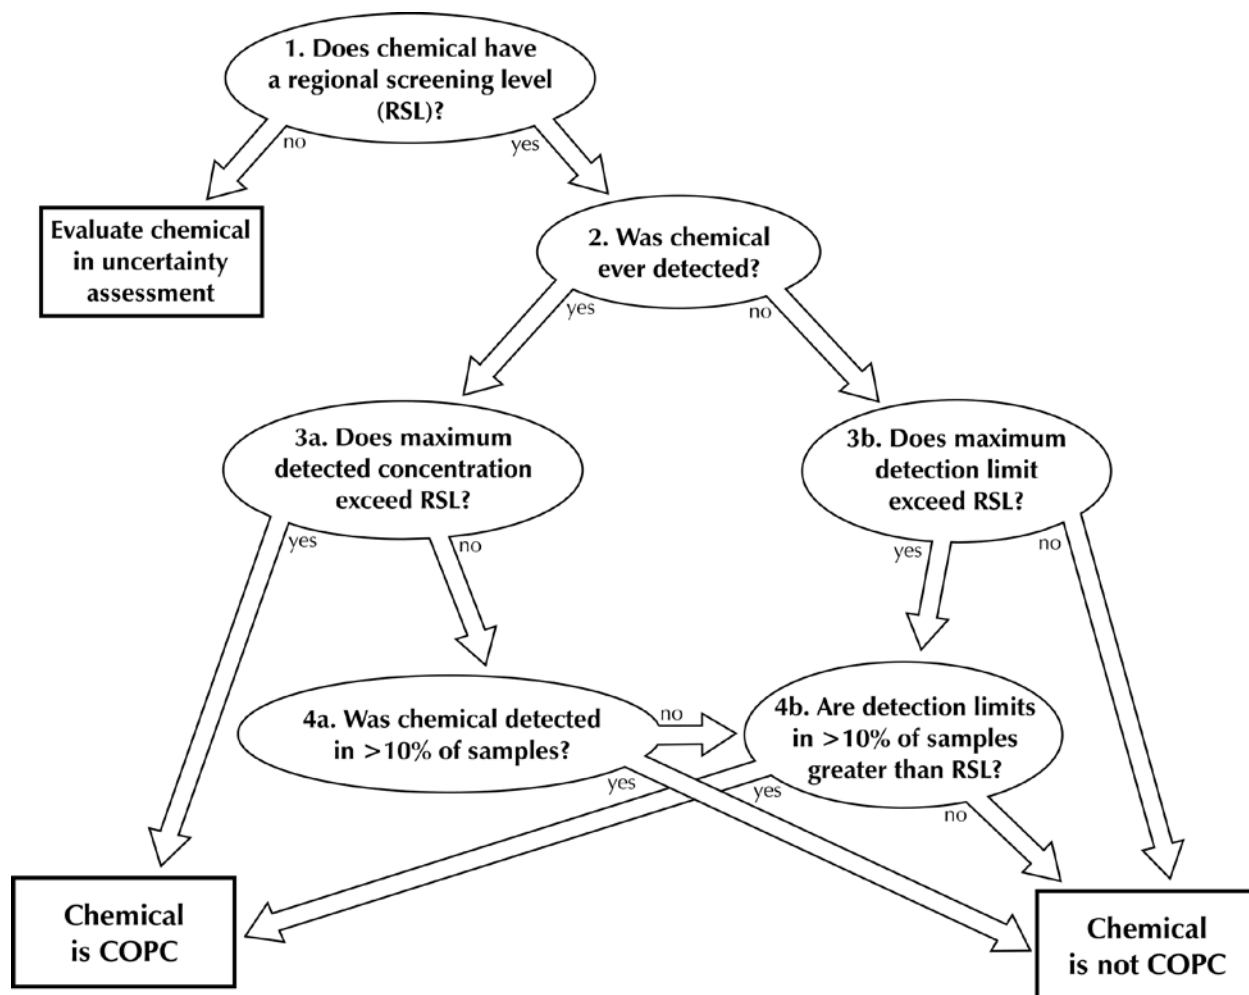 1. Does chemical have
a regional screening level
(RSL)?
no
yes
Evaluate chemical
in uncertainty
assessment
2. Was chemical
ever detected?
yes
no
3a. Does maximum
detected concentration
exceed RSL?
yes
no
3b. Does maximum
detection limit
exceed RSL?
yes
no
4a. Was chemical detected
in >10% of samples?
no
yes
4b. Are detection limits
in >10% of samples
greater than RSL?
yes
no
Chemical
is COPC
Chemical
is not COPC